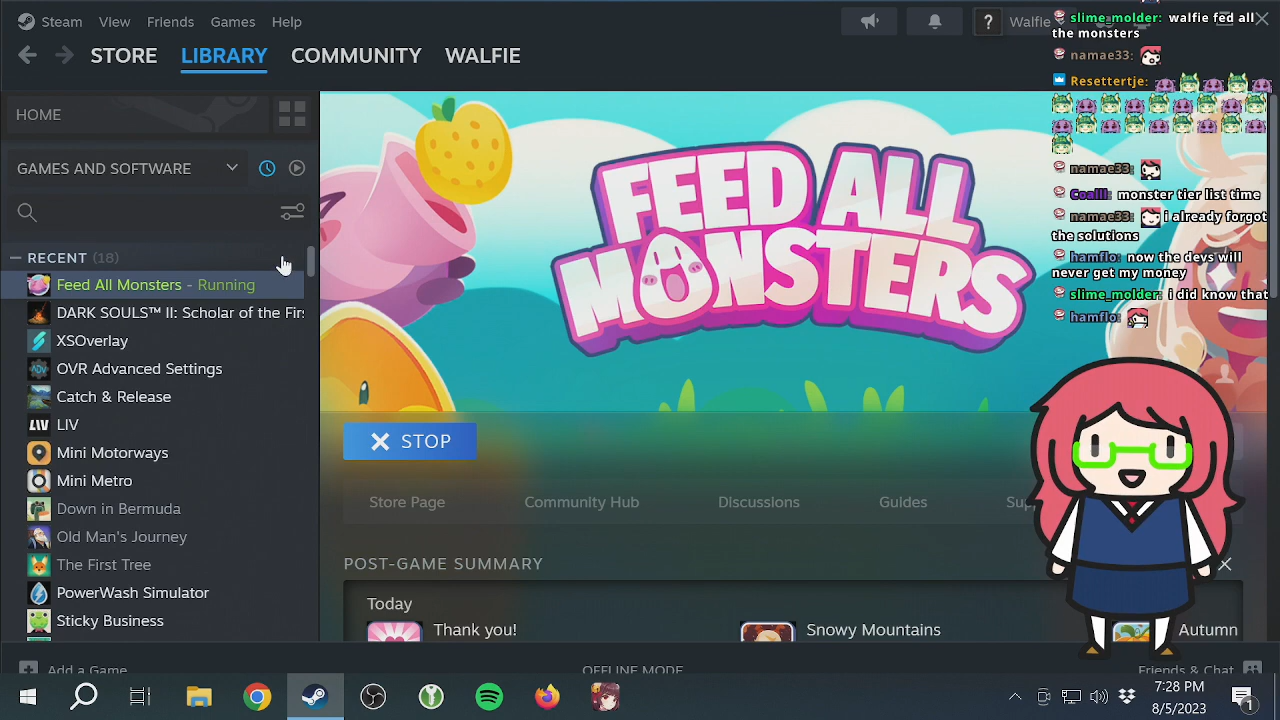 Steam View Friends Games Help
Walfie
STORE LIBRARY COMMUNITY WALFIE
HOME
GAMES AND SOFTWARE
RECENT (18)
Feed All Monsters - Running
DARK SOULS™ II: Scholar of the Firs
XSOverlay
OVR Advanced Settings
Catch & Release
LIV
LIV
Mini Motorways
Mini Metro
Down in Bermuda
Old Man's Journey
The First Tree
PowerWash Simulator
Sticky Business
Add a Game
FEED ALL
MONSTERS
STOP
Store Page Community Hub Discussions Guides Sup
POST-GAME SUMMARY
Today
Thank you! Snowy Mountains Autumn
OFFLINE MODE
Friends & Chat
slime_molder: walfie fed all
the monsters
namae33:
Resettertje:
namae33:
Coalll: monster tier list time
namae33: i already forgot
the solutions
hamflo: now the devs will
never get my money
slime_molder: i did know that
hamflo:
7:28 PM
8/5/2023
1